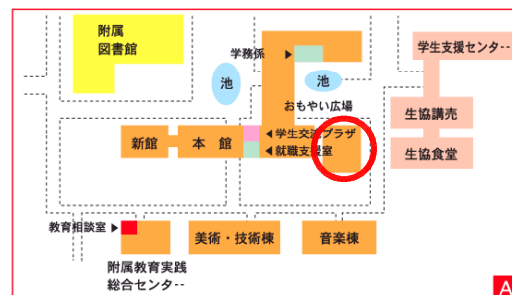 附属
図書館
学務係
池
池
学生支援センター
おもやい広場
生協購売
学生交流プラザ
就職支援室
新館
本館
生協食堂
教育相談室
美術・技術棟
音楽棟
附属教育実践
総合センター
A